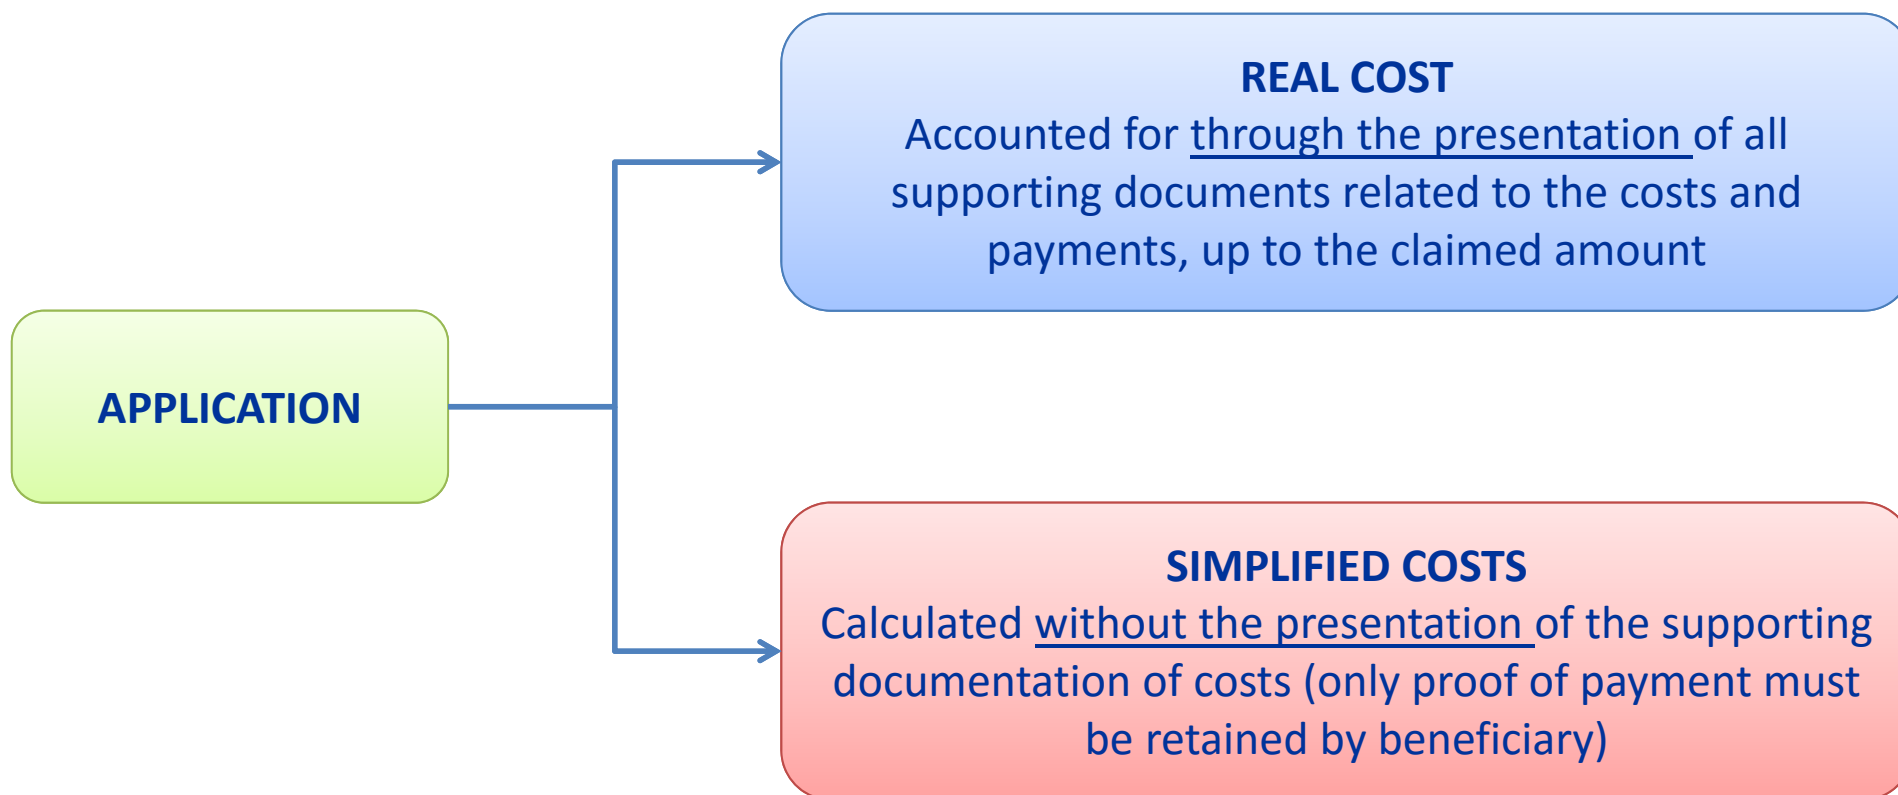 REAL COST
Accounted for through the presentation of all
supporting documents related to the costs and
payments, up to the claimed amount
APPLICATION
SIMPLIFIED COSTS
Calculated without the presentation of the supporting
documentation of costs (only proof of payment must
be retained by beneficiary)